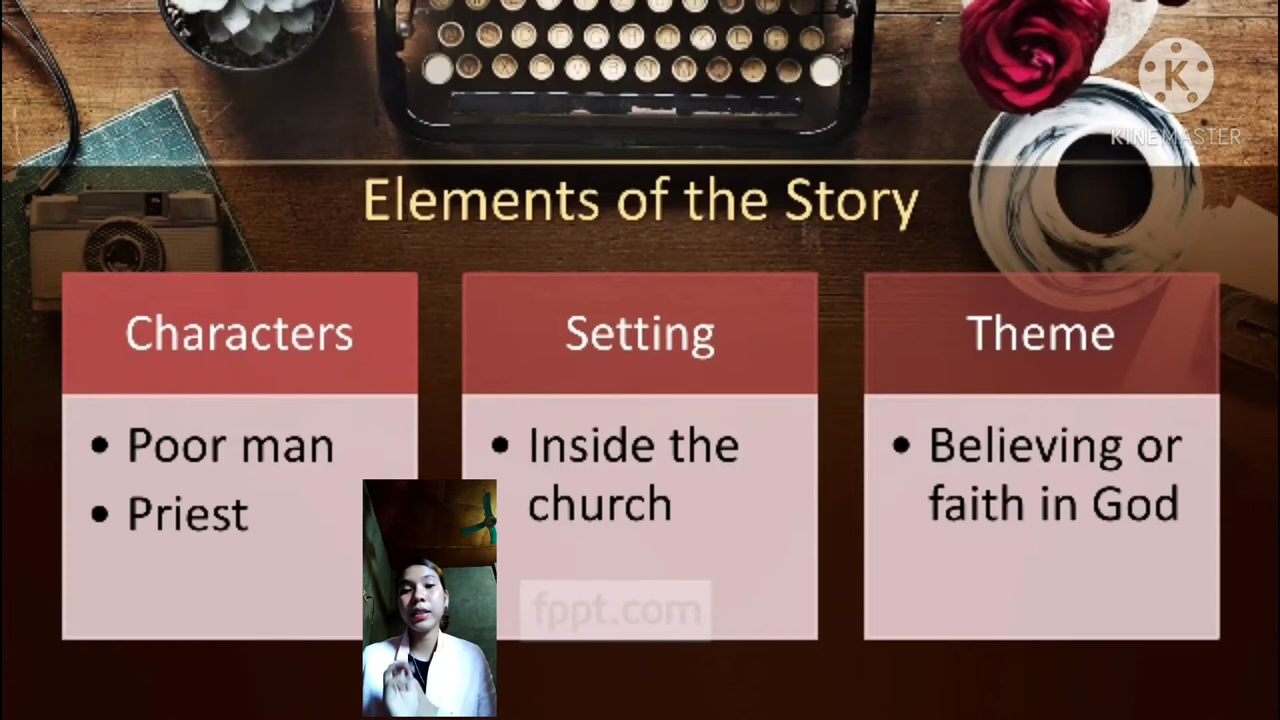 KINEMASTER
Elements of the Story
Characters
Poor man
Priest
Setting
Inside the
church
Theme
Believing or
faith in God
fppt.com